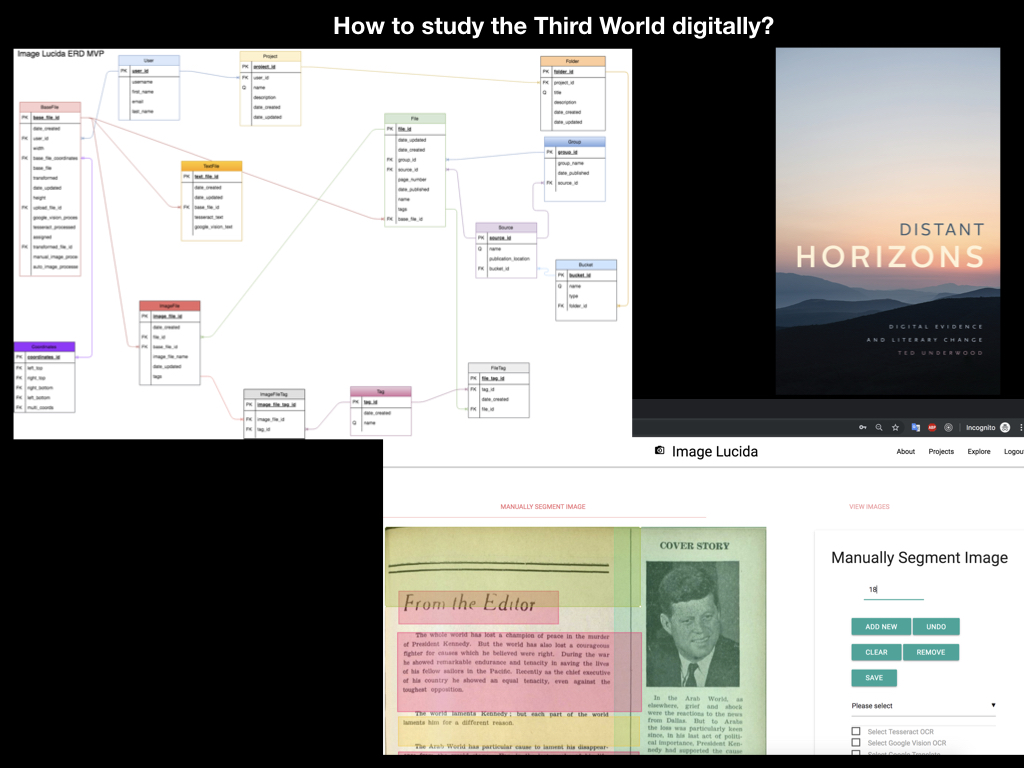 How to study the Third World digitally?
Image Lucida ERD MVP
User
PK user_id
username
first_name
email
last_name
Project
PK project_id
FK user_id
Q name
description
date_created
date_updated
Folder
PK folder_id
FK project_id
Q title
description
date_created
date_updated
BaseFile
PK base_file_id
date_created
FK user_id
width
FK base_file_coordinates
base_file
transformed
date_updated
height
FK upload_file_id
google_vision_proces
tesseract_processed
assigned
FK transformed_file_id
manual_image_proce
auto_image_processe
TextFile
PK text_file_id
date_created
date_updated
FK base_file_id
tesseract_text
google_vision_text
File
PK file_id
date_updated
date_created
FK group_id
FK source_id
page_number
date_published
name
tags
FK base_file_id
Group
PK group_id
group_name
date_published
FK source_id
Source
PK source_id
Q name
publication_location
FK bucket_id
Bucket
PK bucket_id
Q name
type
FK folder_id
ImageFile
PK image_file_id
date_created
FK file_id
FK base_file_id
image_file_name
date_updated
tags
Coordinates
PK coordinates_id
FK left_top
FK right_top
FK right_bottom
FK left_bottom
FK multi_coords
ImageFileTag
PK image_file_tag_id
FK image_file_id
FK tag_id
Tag
PK tag_id
date_created
Q name
FileTag
PK file_tag_id
FK tag_id
date_created
FK file_id
DISTANT
HORIZONS
DIGITAL EVIDENCE
AND LITERARY CHANGE
TED UNDERWOOD
ABP
Incognito
Image Lucida
About Projects Explore Logou
MANUALLY SEGMENT IMAGE
VIEW IMAGES
From the Editor
The whole world has lost a champion of peace in the murder
of President Kennedy. But the world has also lost a courageous
fighter for causes which he believed were right. During the war
he showed remarkable endurance and tenacity in saving the lives
of his fellow sailors in the Pacific. Recently as the chief executive
of his country he showed an equal tenacity, even against the
toughest opposition.
The world laments Kennedy; but each part of the world
laments him for a different reason.
The Arab World has particular cause to lament his disappear-
COVER STORY
In the Arab World, as
elsewhere, grief and shock
were the reactions to the news
from Dallas. But to Arabs
the loss was particularly been
since, in his last act of politi-
cal importance, President Ken-
nedy had supported the cause
Manually Segment Image
18
ADD NEW
UNDO
CLEAR
REMOVE
SAVE
Please select
Select Tesseract OCR
Select Google Vision OCR